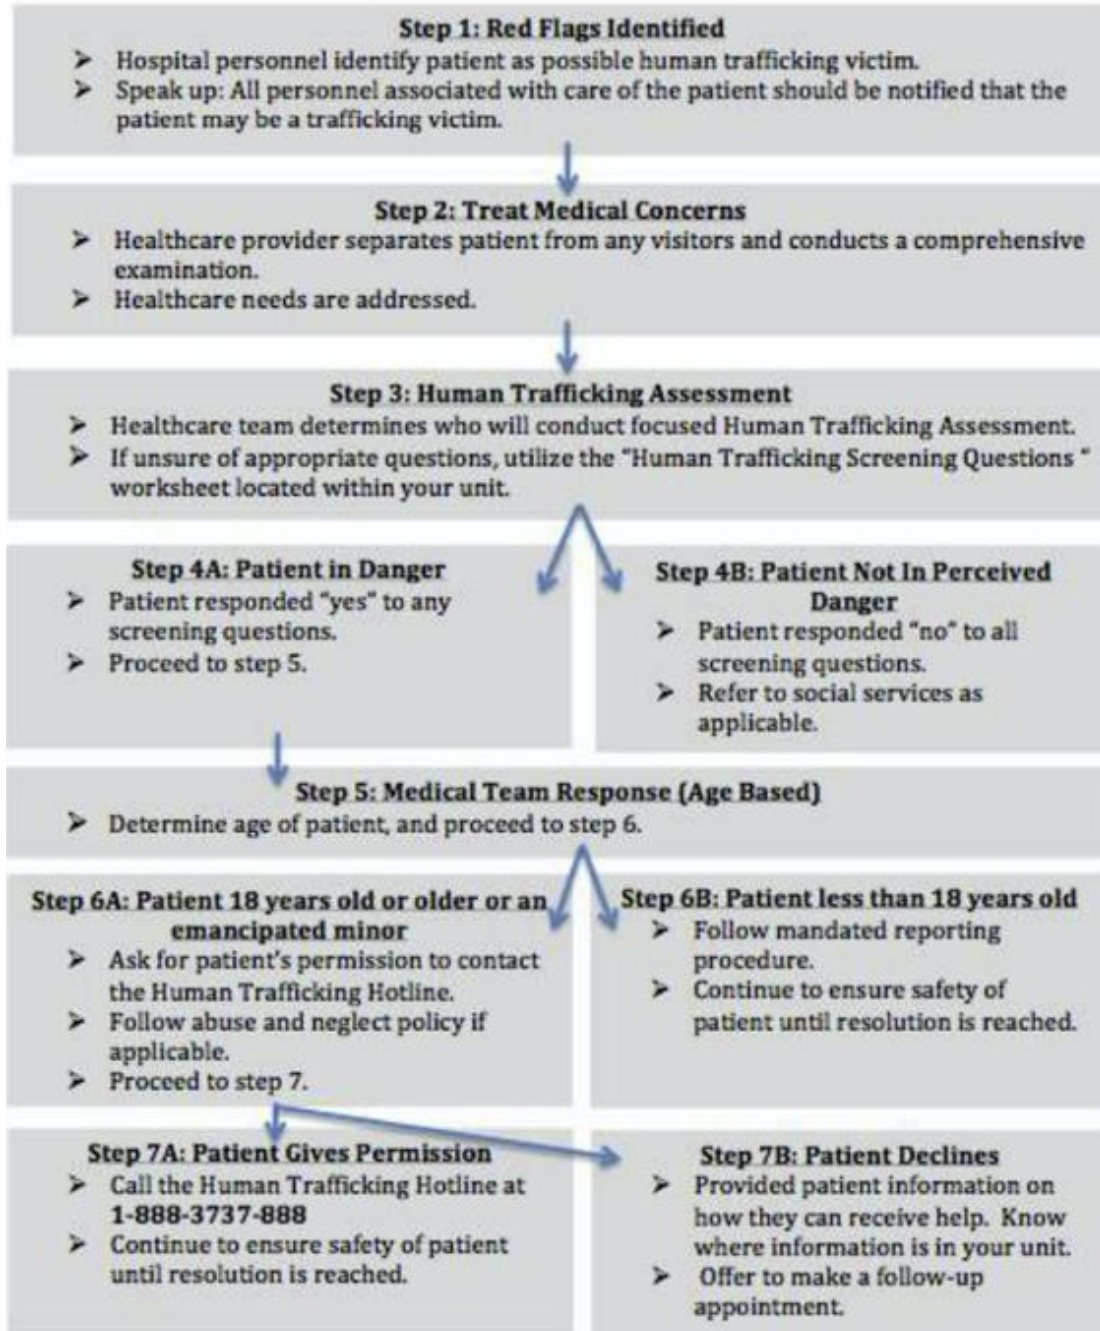 Step 1: Red Flags Identified
➤ Hospital personnel identify patient as possible human trafficking victim.
➤ Speak up: All personnel associated with care of the patient should be notified that the
patient may be a trafficking victim.
Step 2: Treat Medical Concerns
➤ Healthcare provider separates patient from any visitors and conducts a comprehensive
examination.
➤ Healthcare needs are addressed.
Step 3: Human Trafficking Assessment
➤ Healthcare team determines who will conduct focused Human Trafficking Assessment.
➤ If unsure of appropriate questions, utilize the "Human Trafficking Screening Questions "
worksheet located within your unit.
Step 4A: Patient in Danger
➤ Patient responded "yes" to any
screening questions.
➤ Proceed to step 5.
Step 4B: Patient Not In Perceived
Danger
➤ Patient responded "no" to all
screening questions.
➤ Refer to social services as
applicable.
Step 5: Medical Team Response (Age Based)
➤ Determine age of patient, and proceed to step 6.
Step 6A: Patient 18 years old or older or an
emancipated minor
➤ Ask for patient's permission to contact
the Human Trafficking Hotline.
➤ Follow abuse and neglect policy if
applicable.
➤ Proceed to step 7.
Step 6B: Patient less than 18 years old
➤ Follow mandated reporting
procedure.
➤ Continue to ensure safety of
patient until resolution is reached.
Step 7A: Patient Gives Permission
➤ Call the Human Trafficking Hotline at
1-888-3737-888
➤ Continue to ensure safety of patient
until resolution is reached.
Step 7B: Patient Declines
➤ Provided patient information on
how they can receive help. Know
where information is in your unit.
➤ Offer to make a follow-up
appointment.